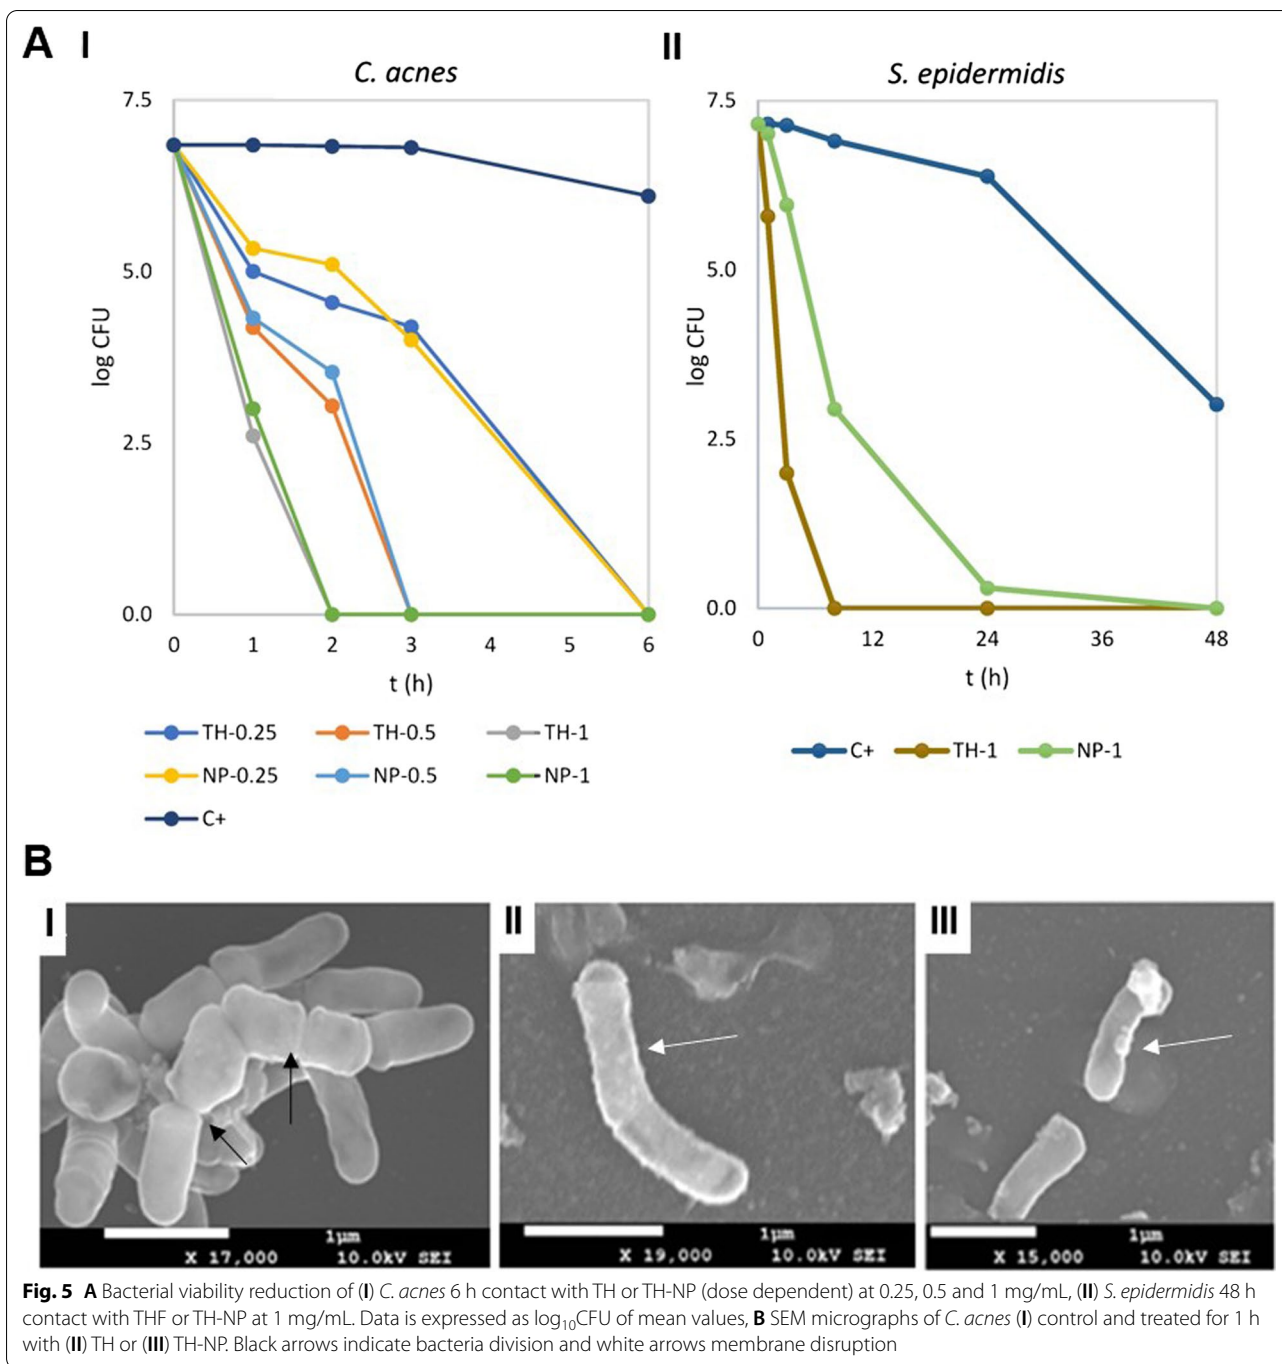 A I II
C. acnes
S. epidermidis
7.5
5.0
2.5
0.0
log CFU
0 1 2 3 4 5 6
t (h)
TH-0.25 TH-0.5 TH-1
NP-0.25 NP-0.5 NP-1
C+
7.5
5.0
2.5
0.0
log CFU
0 12 24 36 48
t (h)
C+ TH-1 NP-1
B
I
1µm
X 17,000 10.0kV SEI
II
1µm
X 19,000 10.0kV SEI
III
1µm
X 15,000 10.0kV SEI
Fig. 5 A Bacterial viability reduction of (I) C. acnes 6 h contact with TH or TH-NP (dose dependent) at 0.25, 0.5 and 1 mg/mL, (II) S. epidermidis 48 h
contact with THF or TH-NP at 1 mg/mL. Data is expressed as log₁₀CFU of mean values, B SEM micrographs of C. acnes (I) control and treated for 1 h
with (II) TH or (III) TH-NP. Black arrows indicate bacteria division and white arrows membrane disruption